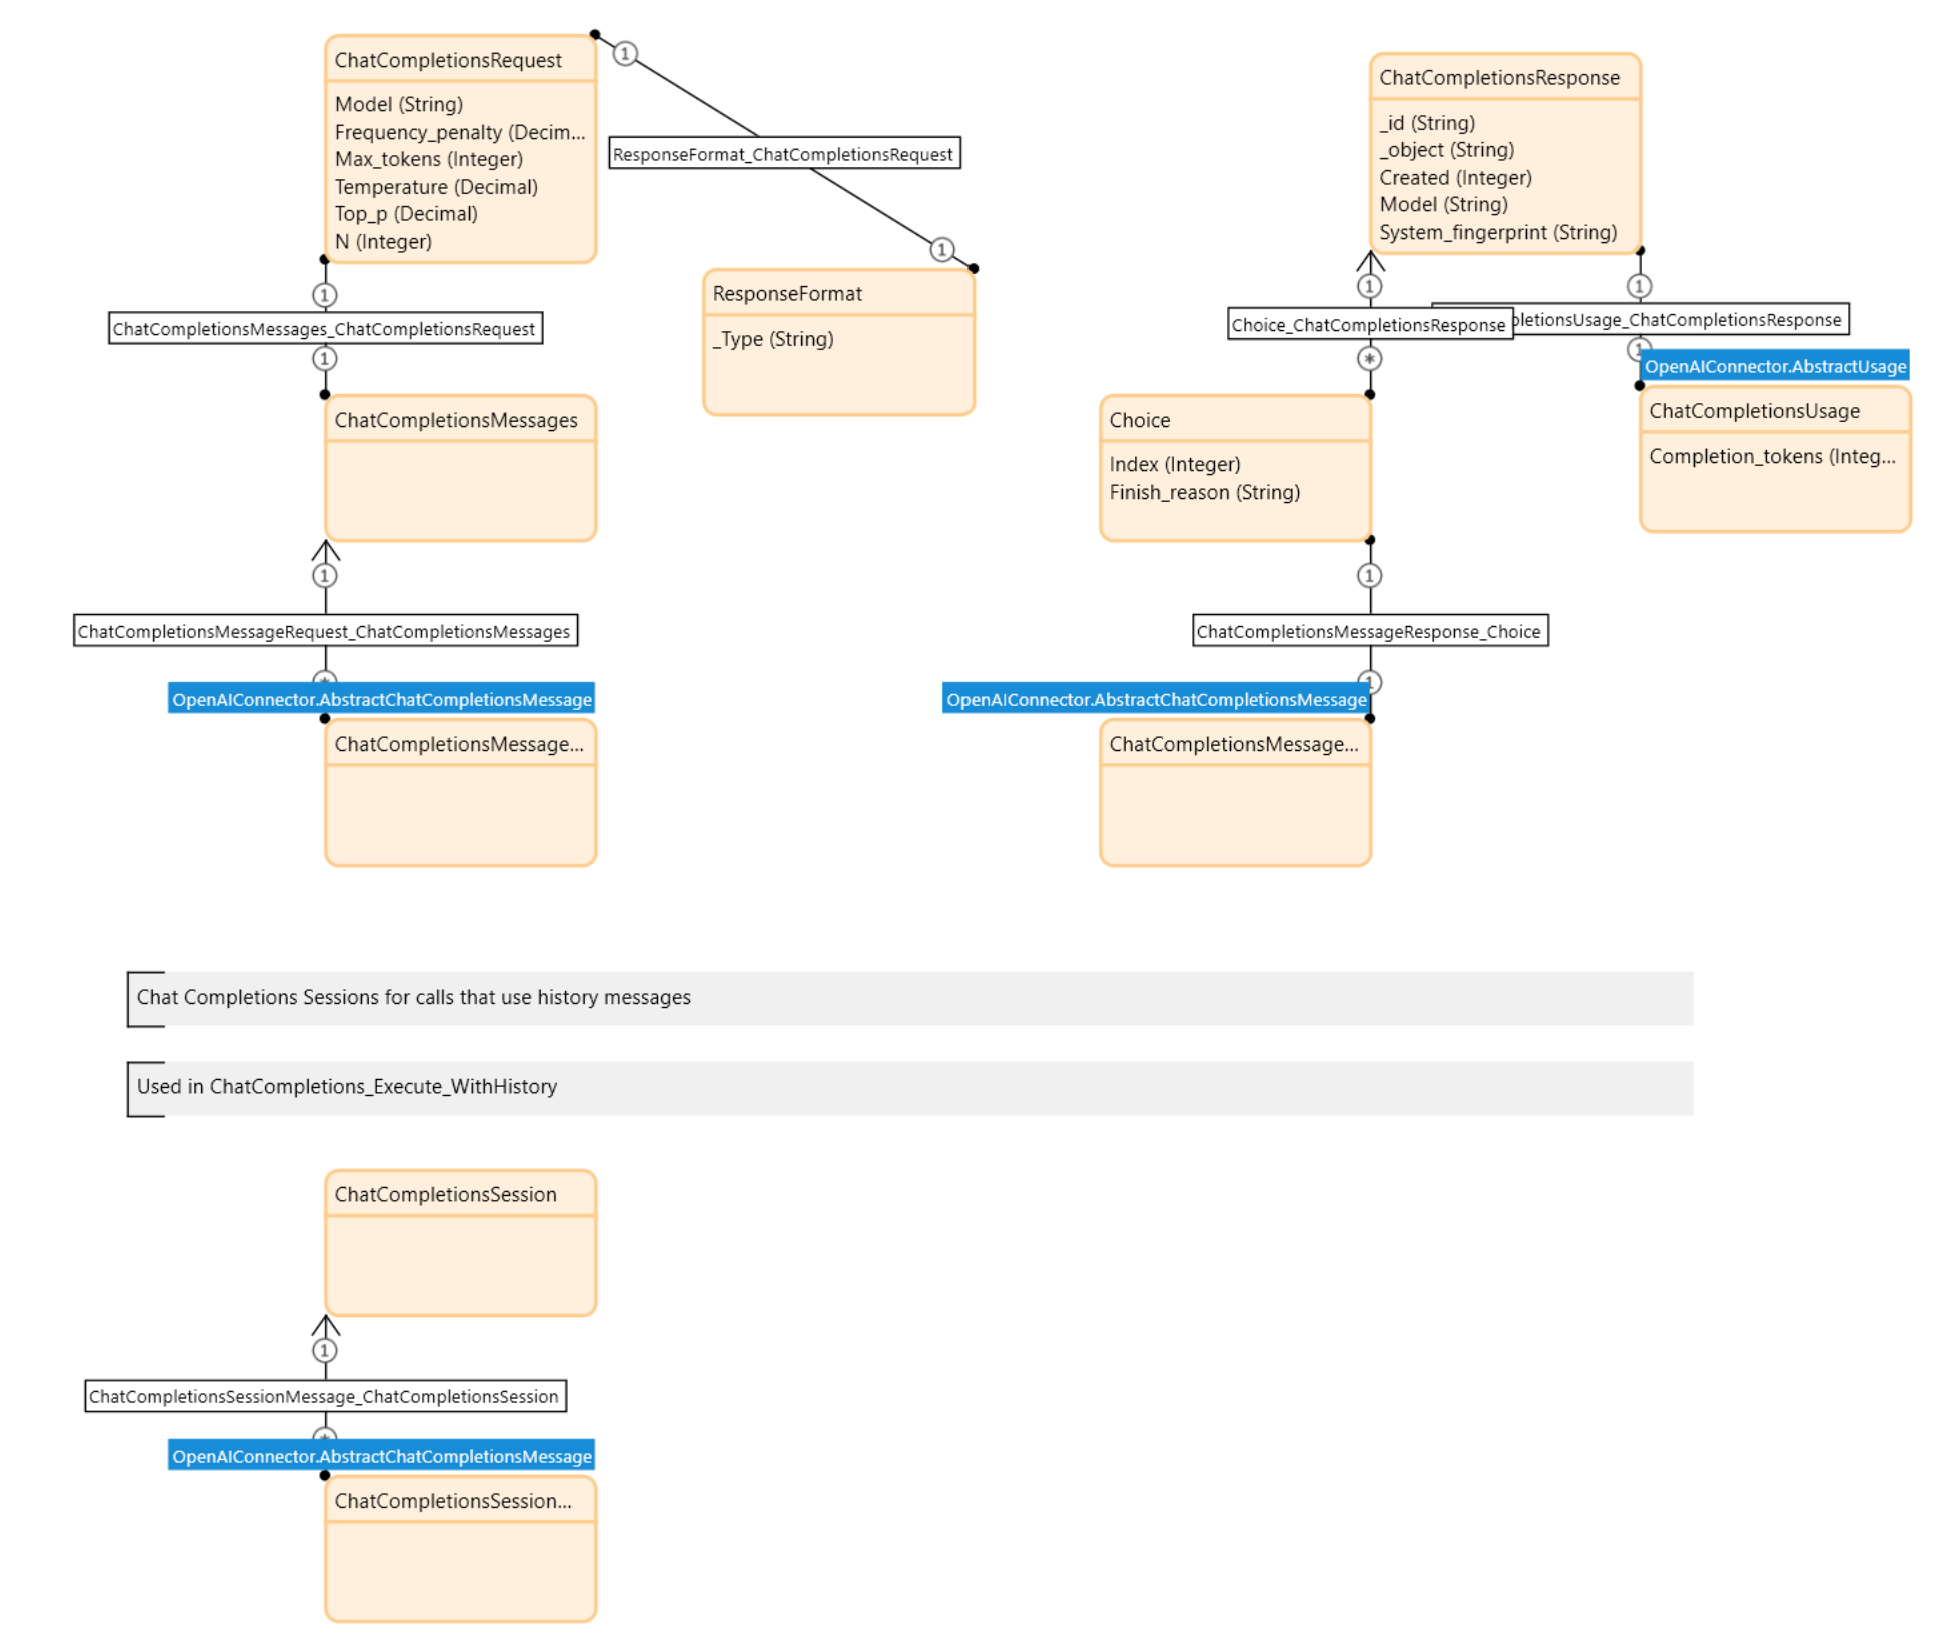 ChatCompletionsRequest
Model (String)
Frequency_penalty (Decim...
Max_tokens (Integer)
Temperature (Decimal)
Top_p (Decimal)
N (Integer)
1
ResponseFormat_ChatCompletionsRequest
1
ResponseFormat
_Type (String)
1
ChatCompletionsMessages_ChatCompletionsRequest
1
ChatCompletionsMessages
1
ChatCompletionsMessageRequest_ChatCompletionsMessages
*
OpenAIConnector.AbstractChatCompletionsMessage
ChatCompletionsMessage...
ChatCompletionsResponse
_id (String)
_object (String)
Created (Integer)
Model (String)
System_fingerprint (String)
1
Choice_ChatCompletionsResponse
*
1
pletionsUsage_ChatCompletionsResponse
1
OpenAIConnector.AbstractUsage
ChatCompletionsUsage
Completion_tokens (Integ...
Choice
Index (Integer)
Finish_reason (String)
1
ChatCompletionsMessageResponse_Choice
1
OpenAIConnector.AbstractChatCompletionsMessage
ChatCompletionsMessage...
Chat Completions Sessions for calls that use history messages
Used in ChatCompletions_Execute_WithHistory
ChatCompletionsSession
1
ChatCompletionsSessionMessage_ChatCompletionsSession
*
OpenAIConnector.AbstractChatCompletionsMessage
ChatCompletionsSession...